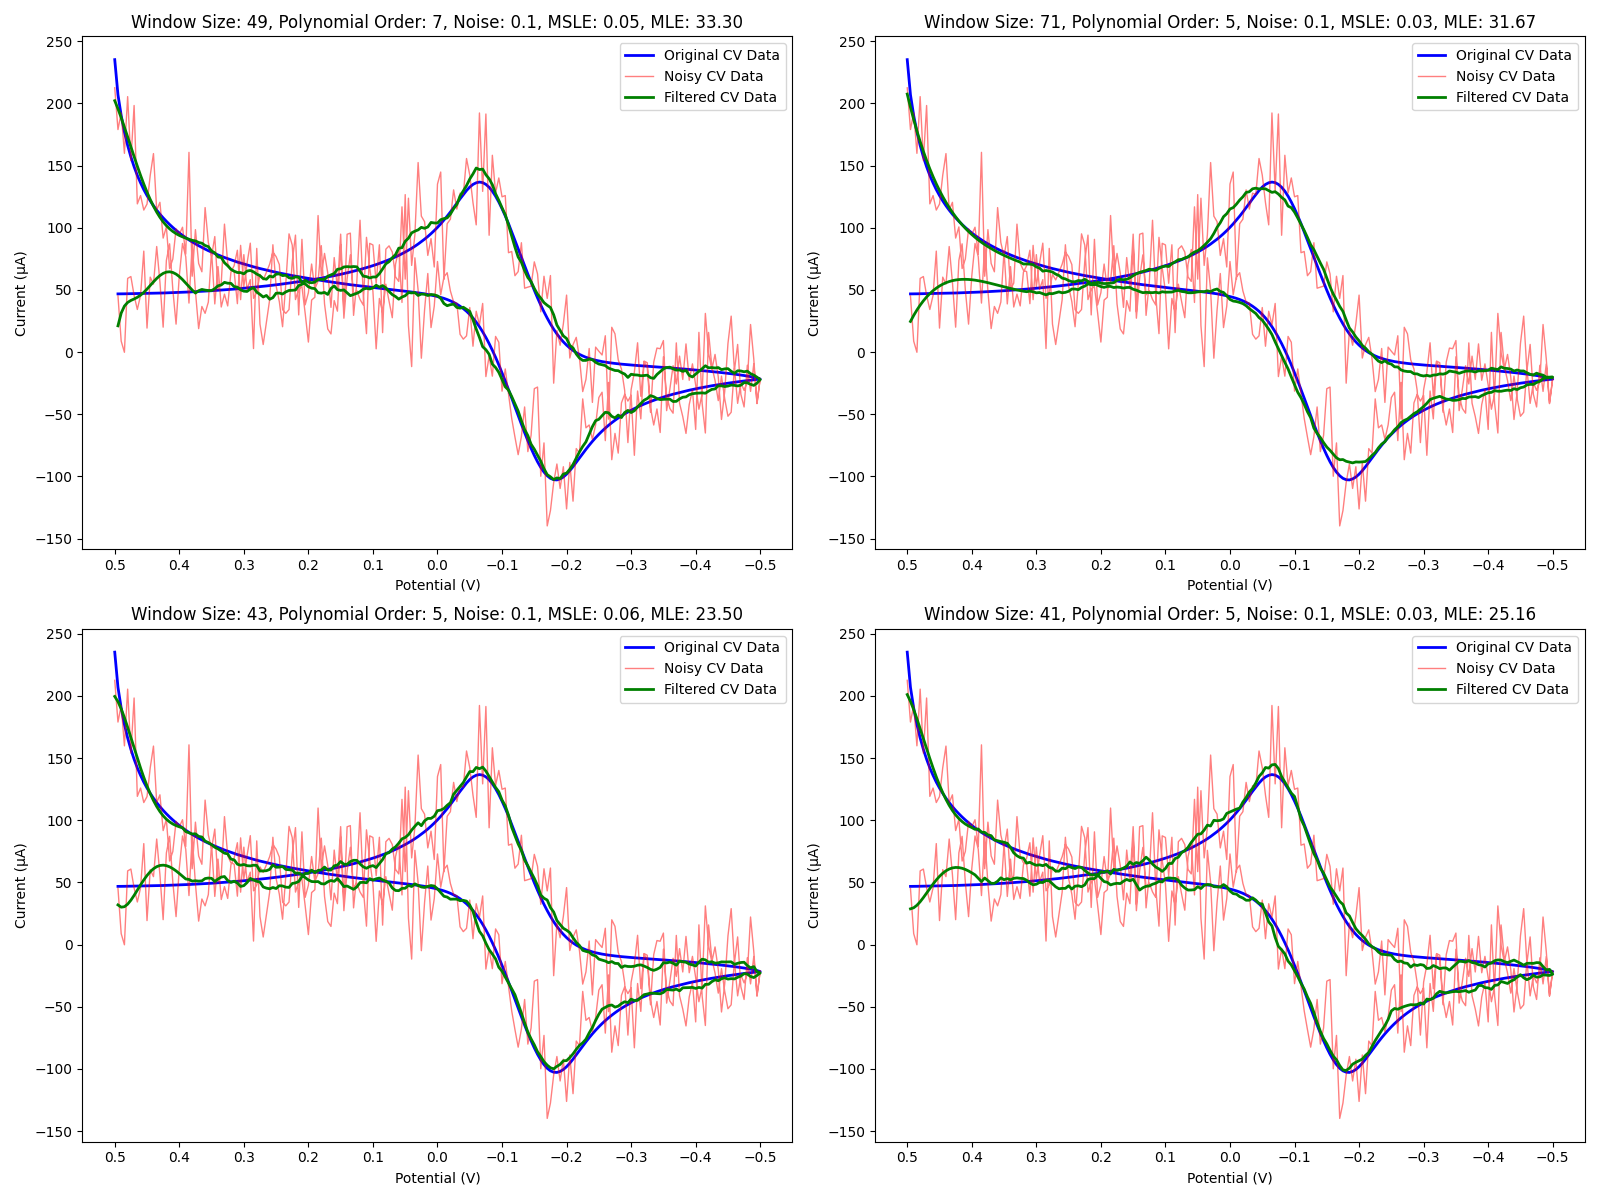 Window Size: 49, Polynomial Order: 7, Noise: 0.1, MSLE: 0.05, MLE: 33.30
250
200
150
100
50
0
−50
−100
−150
Current (μA)
0.5 0.4 0.3 0.2 0.1 0.0 −0.1 −0.2 −0.3 −0.4 −0.5
Potential (V)
Original CV Data
Noisy CV Data
Filtered CV Data
Window Size: 71, Polynomial Order: 5, Noise: 0.1, MSLE: 0.03, MLE: 31.67
250
200
150
100
50
0
−50
−100
−150
Current (μA)
0.5 0.4 0.3 0.2 0.1 0.0 −0.1 −0.2 −0.3 −0.4 −0.5
Potential (V)
Original CV Data
Noisy CV Data
Filtered CV Data
Window Size: 43, Polynomial Order: 5, Noise: 0.1, MSLE: 0.06, MLE: 23.50
250
200
150
100
50
0
−50
−100
−150
Current (μA)
0.5 0.4 0.3 0.2 0.1 0.0 −0.1 −0.2 −0.3 −0.4 −0.5
Potential (V)
Original CV Data
Noisy CV Data
Filtered CV Data
Window Size: 41, Polynomial Order: 5, Noise: 0.1, MSLE: 0.03, MLE: 25.16
250
200
150
100
50
0
−50
−100
−150
Current (μA)
0.5 0.4 0.3 0.2 0.1 0.0 −0.1 −0.2 −0.3 −0.4 −0.5
Potential (V)
Original CV Data
Noisy CV Data
Filtered CV Data